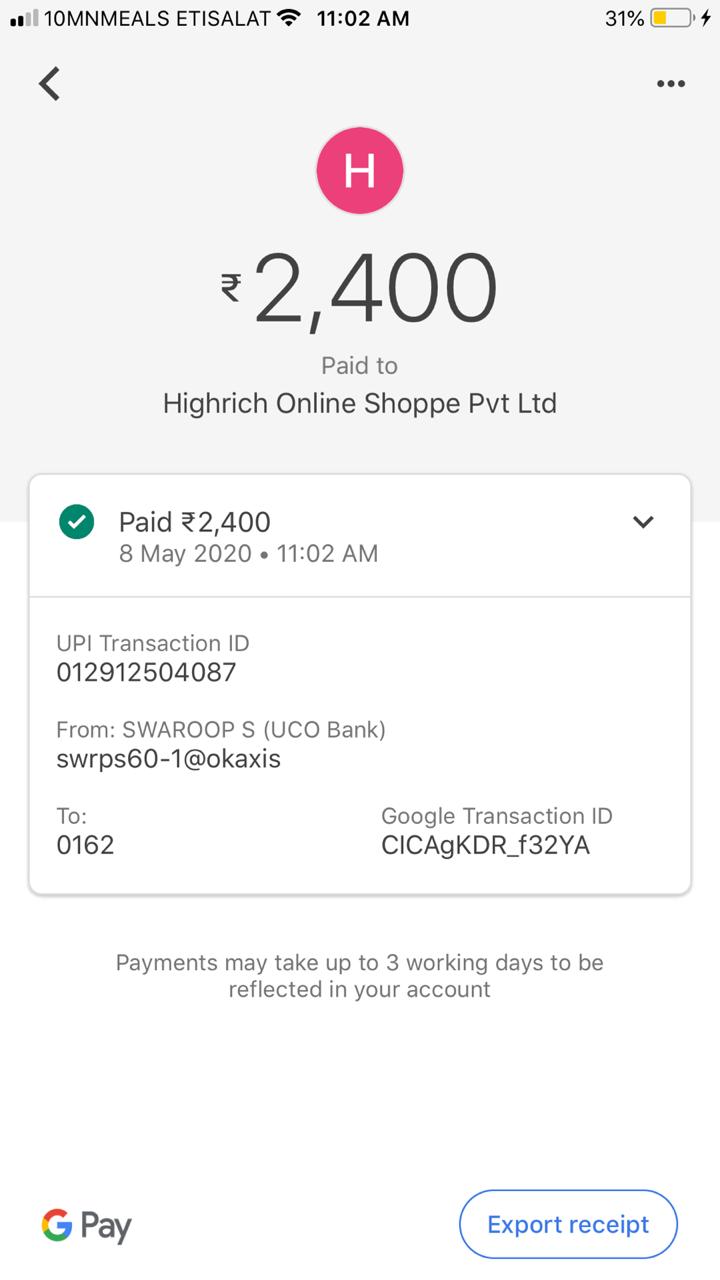 10MNMEALS ETISALAT 11:02 AM 31%
H
₹2,400
Paid to
Highrich Online Shoppe Pvt Ltd
Paid ₹2,400
8 May 2020 • 11:02 AM
UPI Transaction ID
012912504087
From: SWAROOP S (UCO Bank)
swrps60-1@okaxis
To: Google Transaction ID
0162 CICAgKDR_f32YA
Payments may take up to 3 working days to be
reflected in your account
G Pay Export receipt